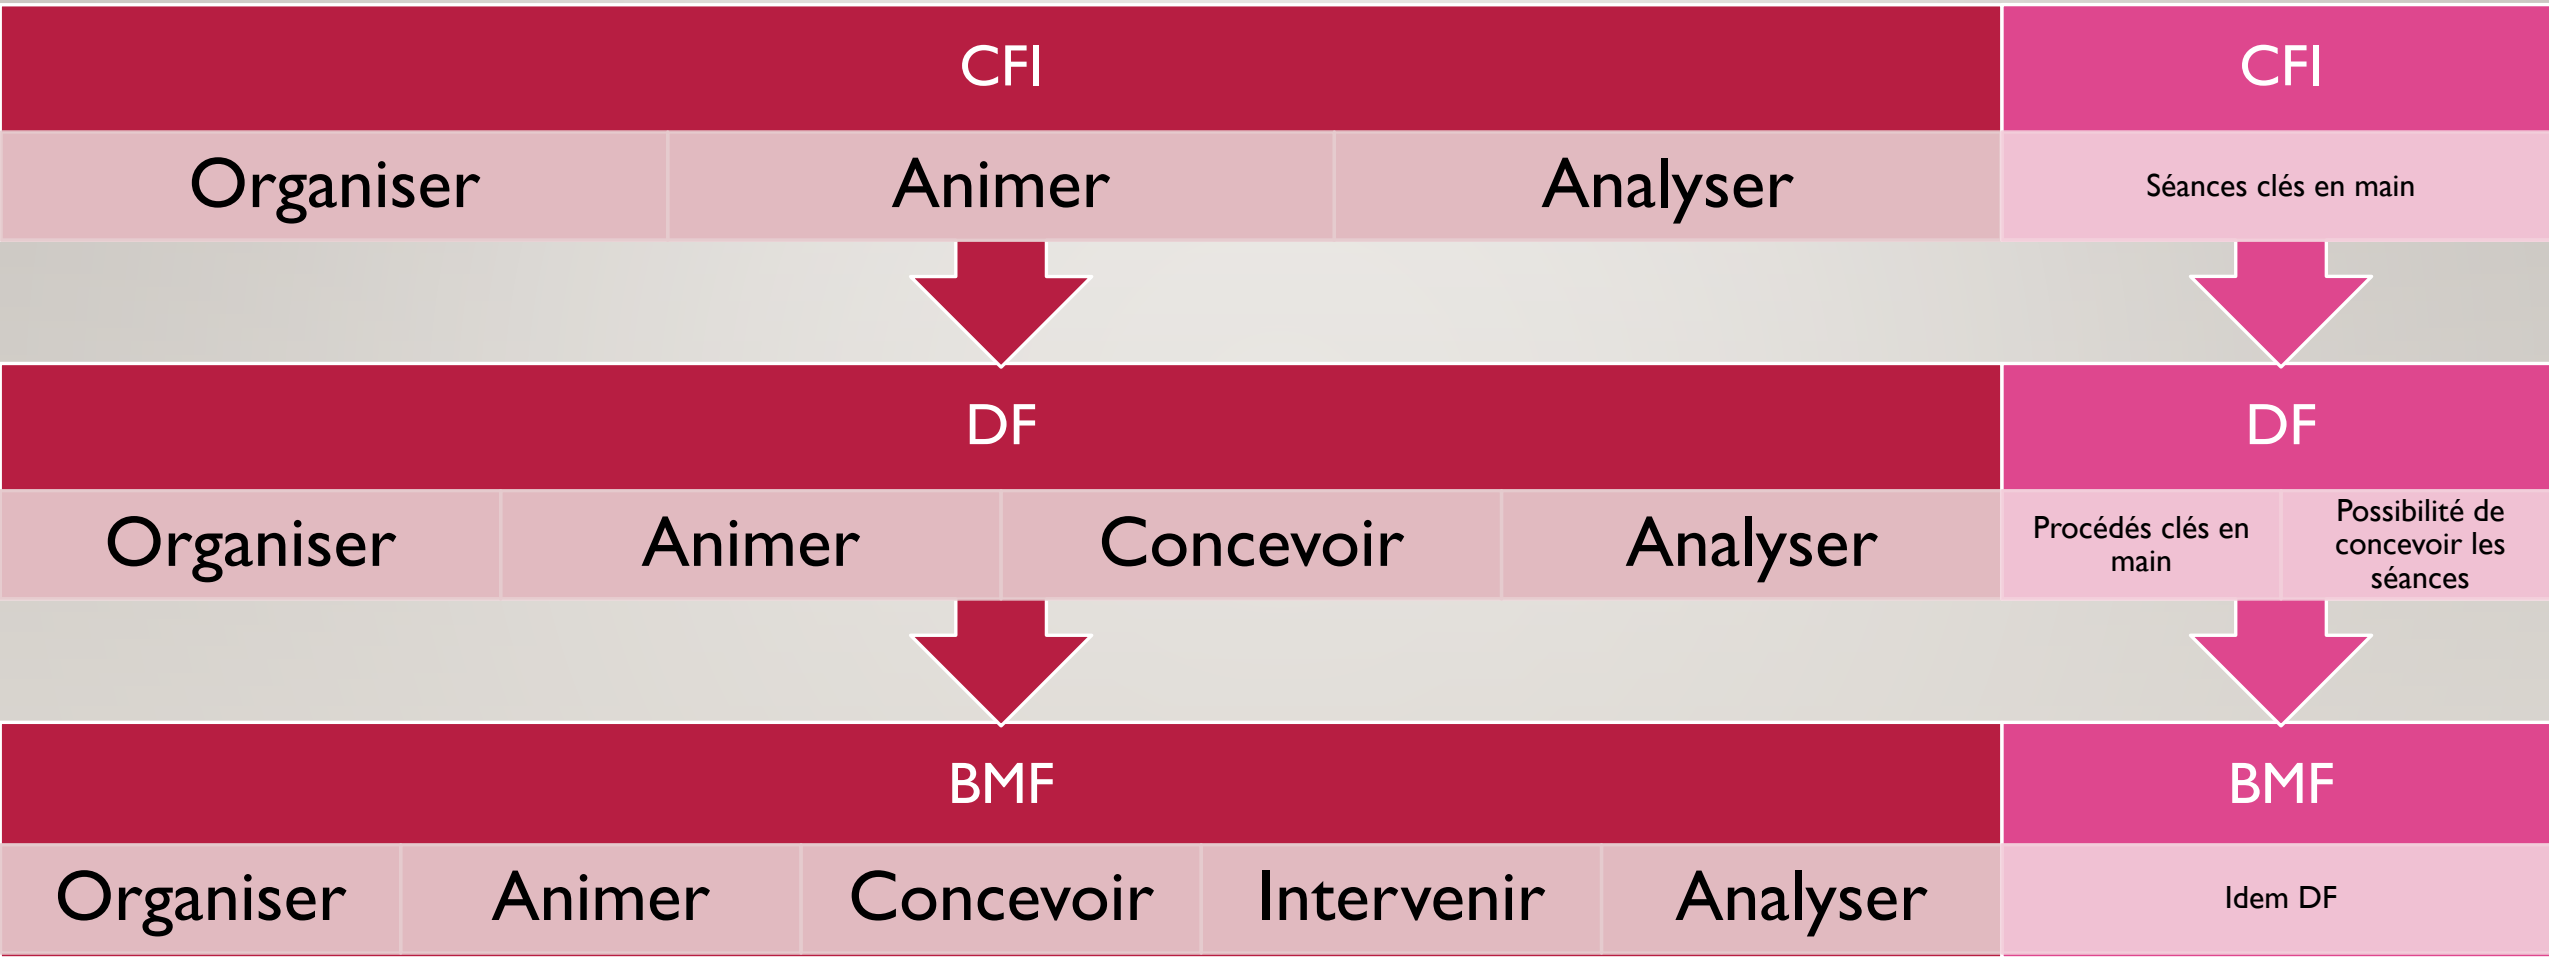 CFI
CFI
Organiser
Animer
Analyser
Séances clés en main
DF
DF
Organiser
Animer
Concevoir
Analyser
Procédés clés en
main
Possibilité de
concevoir les
séances
BMF
BMF
Organiser
Animer
Concevoir
Intervenir
Analyser
Idem DF